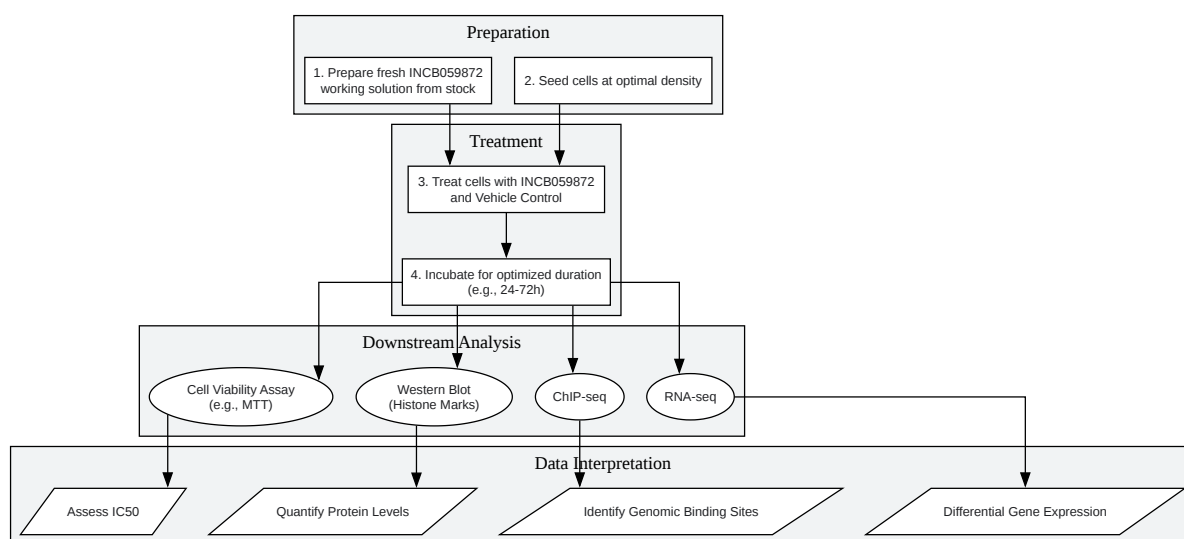 Preparation
1. Prepare fresh INCB059872
working solution from stock
2. Seed cells at optimal density
Treatment
3. Treat cells with INCB059872
and Vehicle Control
4. Incubate for optimized duration
(e.g., 24-72h)
Downstream Analysis
Cell Viability Assay
(e.g., MTT)
Western Blot
(Histone Marks)
ChIP-seq
RNA-seq
Data Interpretation
Assess IC50
Quantify Protein Levels
Identify Genomic Binding Sites
Differential Gene Expression